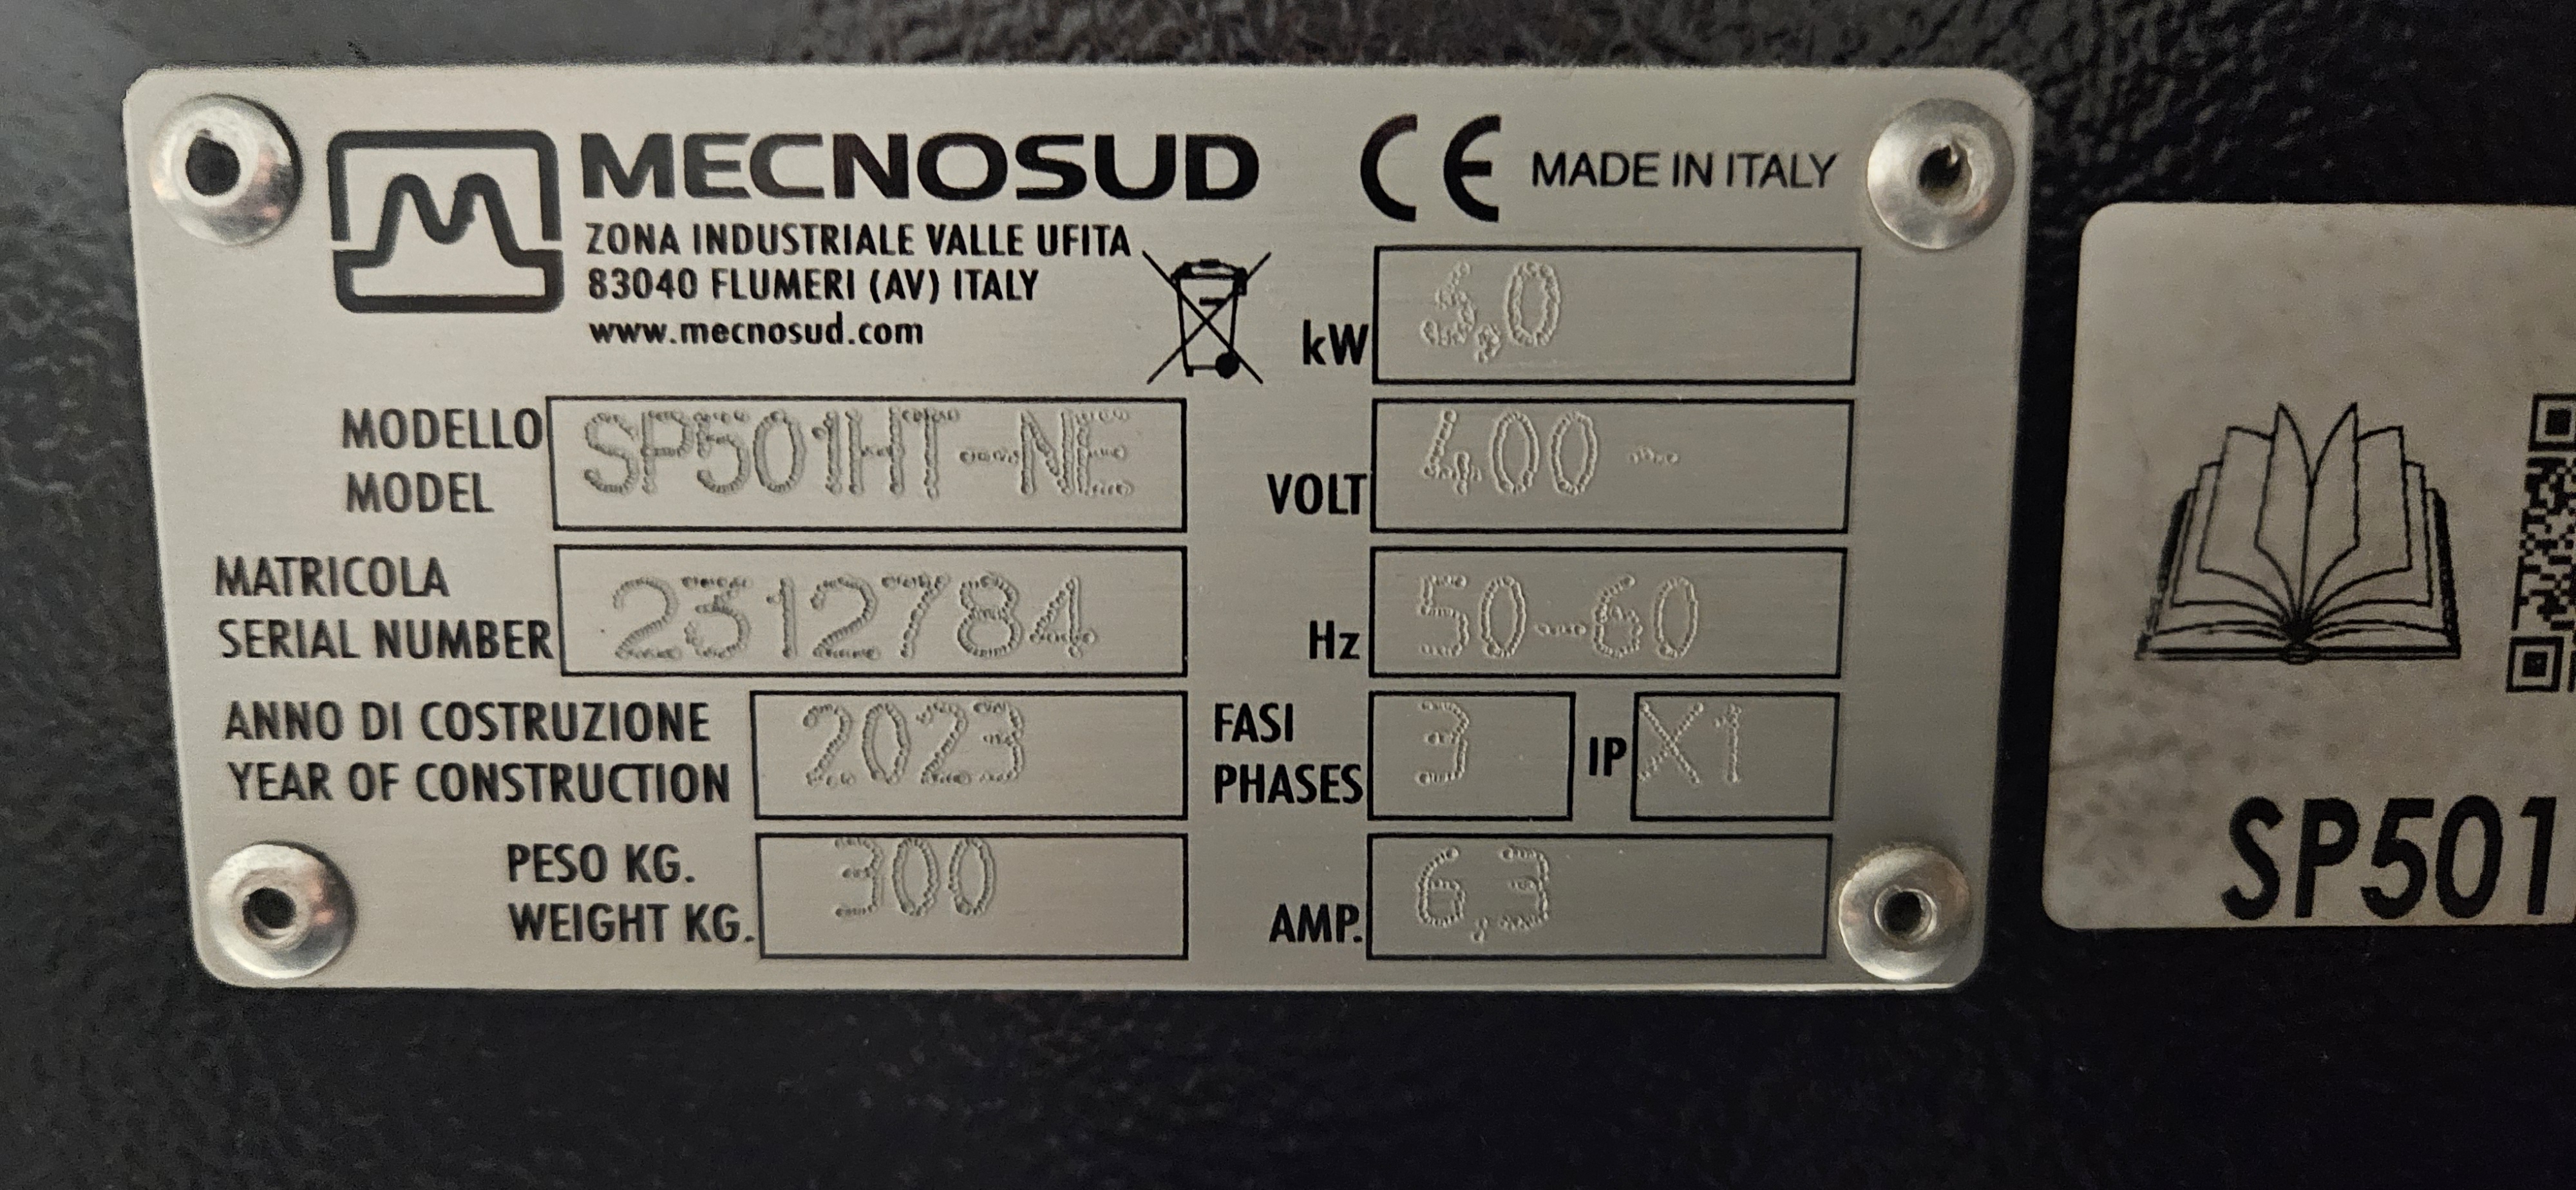 MECNOSUD
CE MADE IN ITALY
ZONA INDUSTRIALE VALLE UFITA
83040 FLUMERI (AV) ITALY
www.mecnosud.com
kW
MODELLO
MODEL
SP501HT-NE
VOLT 400 -
MATRICOLA
SERIAL NUMBER
2312784
Hz 50-60
ANNO DI COSTRUZIONE
YEAR OF CONSTRUCTION
2023
FASI
PHASES
3
IP X1
PESO KG.
WEIGHT KG.
300
AMP. 6,3
SP501